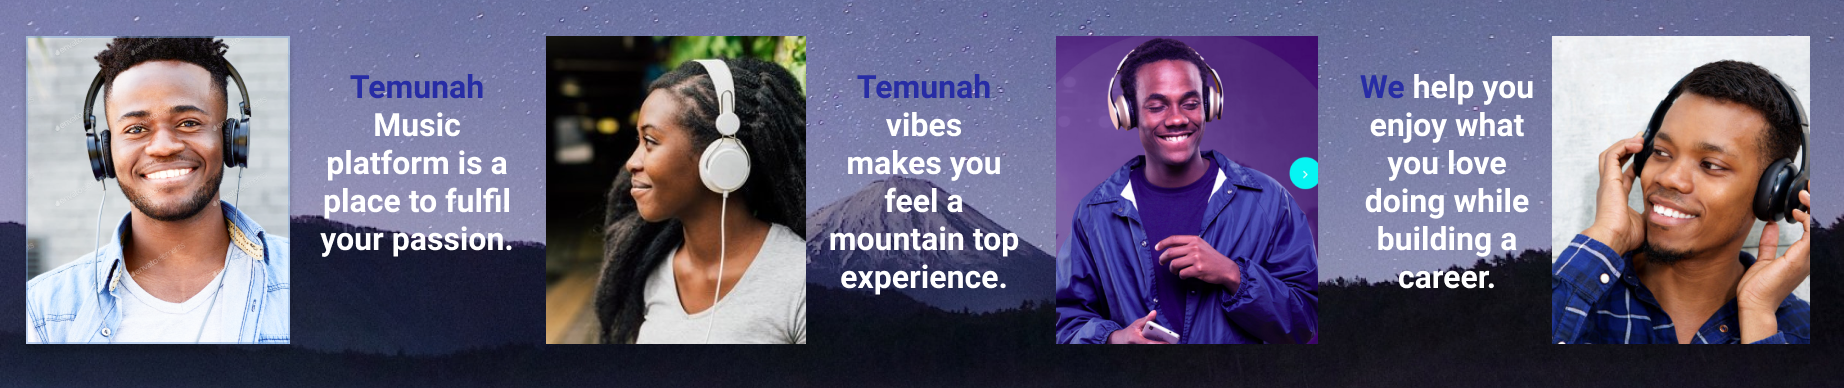 Temunah
Music
platform is a
place to fulfil
your passion.
Temunah
vibes
makes you
feel a
mountain top
experience.
We help you
enjoy what
you love
doing while
building a
career.